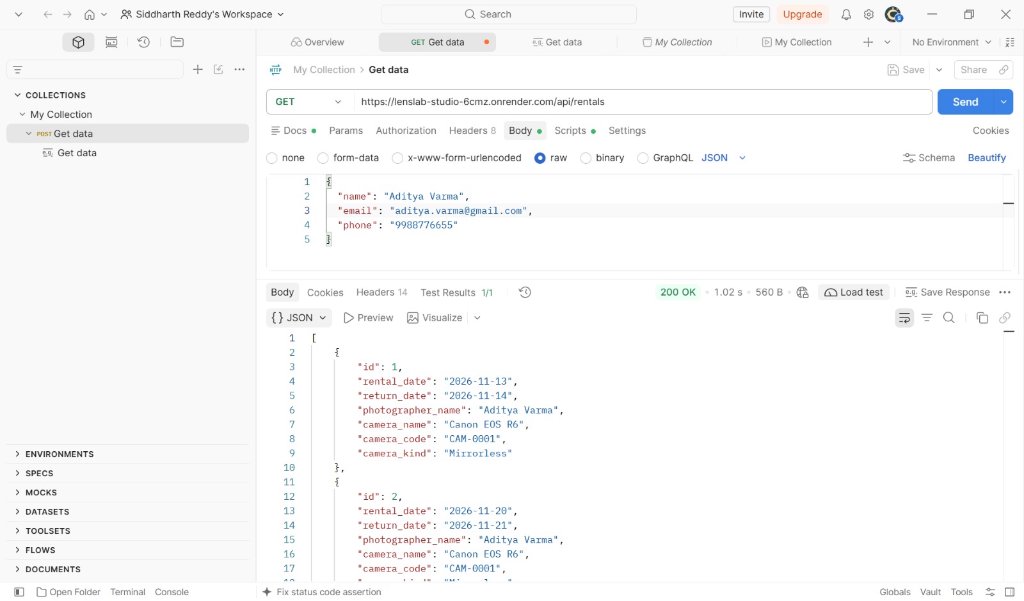 Siddharth Reddy's Workspace
Search
Invite
Upgrade
Overview
GET Get data
Get data
My Collection
My Collection
No Environment
My Collection > Get data
Save
Share
COLLECTIONS
My Collection
POST Get data
Get data
GET
https://lenslab-studio-6cmz.onrender.com/api/rentals
Send
Docs
Params
Authorization
Headers 8
Body
Scripts
Settings
Cookies
none
form-data
x-www-form-urlencoded
raw
binary
GraphQL
JSON
Schema
Beautify
1 {
2 "name": "Aditya Varma",
3 "email": "aditya.varma@gmail.com",
4 "phone": "9988776655"
5 }
Body
Cookies
Headers 14
Test Results 1/1
200 OK • 1.02 s • 560 B
Load test
Save Response
{} JSON
Preview
Visualize
1 [
2 {
3 "id": 1,
4 "rental_date": "2026-11-13",
5 "return_date": "2026-11-14",
6 "photographer_name": "Aditya Varma",
7 "camera_name": "Canon EOS R6",
8 "camera_code": "CAM-0001",
9 "camera_kind": "Mirrorless"
10 },
11 {
12 "id": 2,
13 "rental_date": "2026-11-20",
14 "return_date": "2026-11-21",
15 "photographer_name": "Aditya Varma",
16 "camera_name": "Canon EOS R6",
17 "camera_code": "CAM-0001",
ENVIRONMENTS
SPECS
MOCKS
DATASETS
TOOLSETS
FLOWS
DOCUMENTS
Open Folder
Terminal
Console
Fix status code assertion
Globals
Vault
Tools